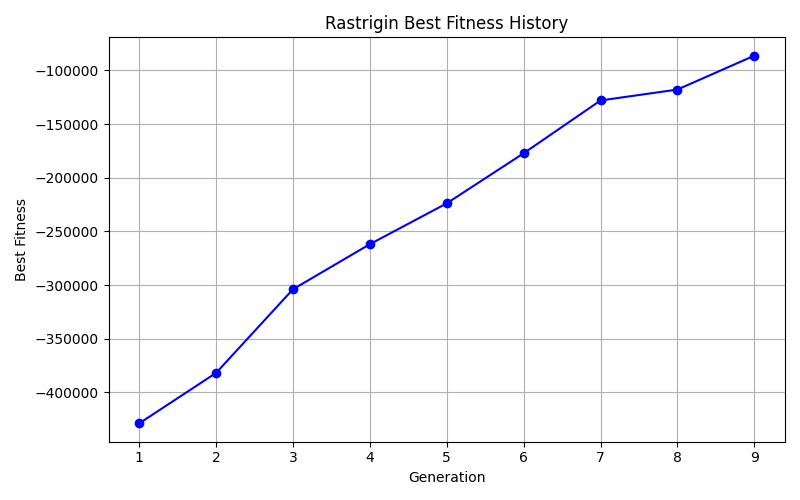 Rastrigin Best Fitness History
Best Fitness
−100000
−150000
−200000
−250000
−300000
−350000
−400000
1 2 3 4 5 6 7 8 9
Generation